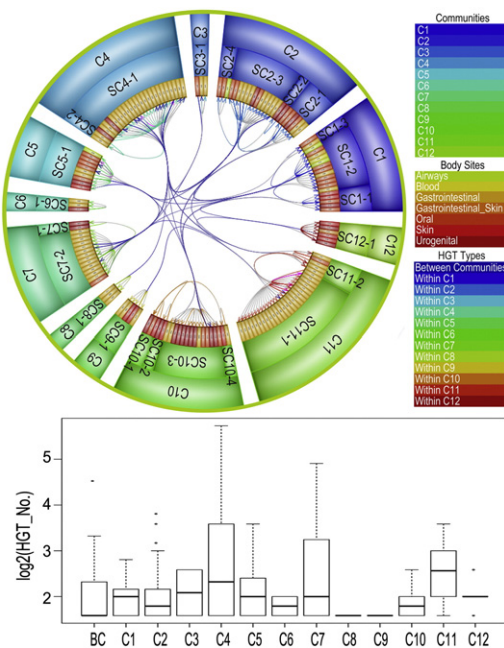 C3
SC3-1
C4
SC4-1
SC4-2
C2
SC2-4
SC2-3
SC2-2
SC2-
C5
SC5-1
C1
SC1-3
SC1-2
SC1-1
C6
SC6-1
C7
SC7-1
SC7-2
C12
SC12-1
C8
SC8-1
C9
SC9-1
C10
SC10-1
SC10-2
SC10-3
SC10-4
C11
SC11-2
SC11-1
Communities
C1
C2
C3
C4
C5
C6
C7
C8
C9
C10
C11
C12
Body Sites
Airways
Blood
Gastrointestinal
Gastrointestinal_Skin
Oral
Skin
Urogenital
HGT Types
Between Communities
Within C1
Within C2
Within C3
Within C4
Within C5
Within C6
Within C7
Within C8
Within C9
Within C10
Within C11
Within C12
log2(HGT_No.)
5
4
3
2
BC C1 C2 C3 C4 C5 C6 C7 C8 C9 C10 C11 C12